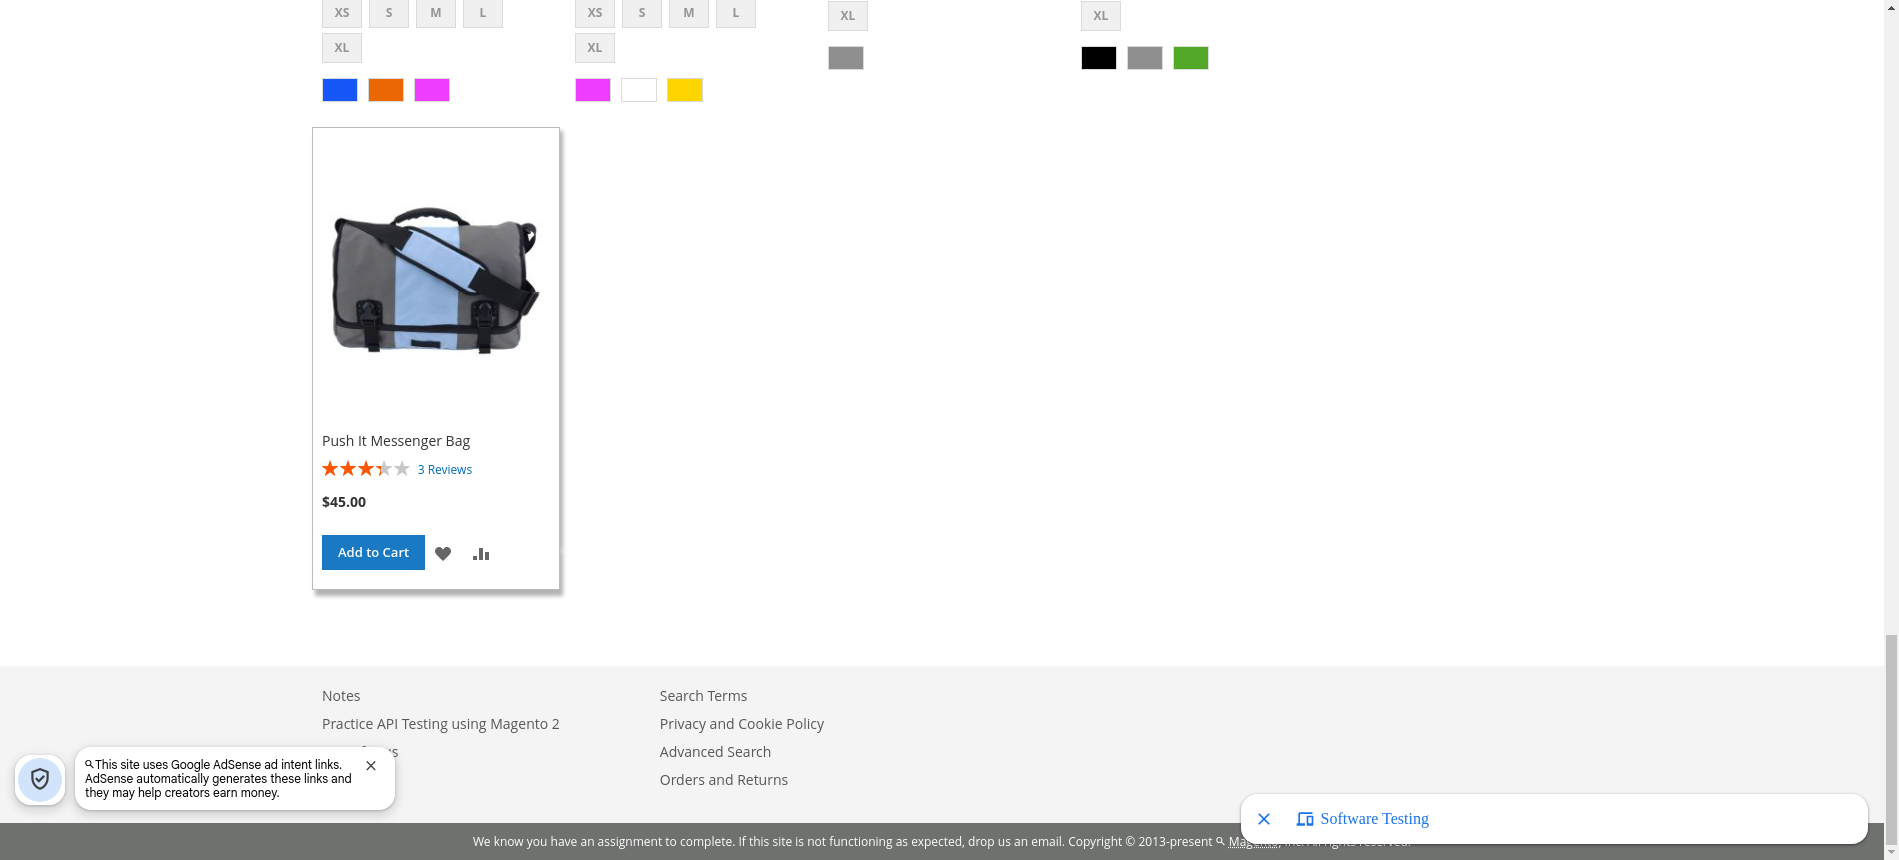 XS S M L XS S M L XL XL
XL XL
Push It Messenger Bag
3 Reviews
$45.00
Add to Cart
Notes
Practice API Testing using Magento 2
Search Terms
Privacy and Cookie Policy
Advanced Search
Orders and Returns
This site uses Google AdSense ad intent links.
AdSense automatically generates these links and
they may help creators earn money.
Software Testing
We know you have an assignment to complete. If this site is not functioning as expected, drop us an email. Copyright © 2013-present